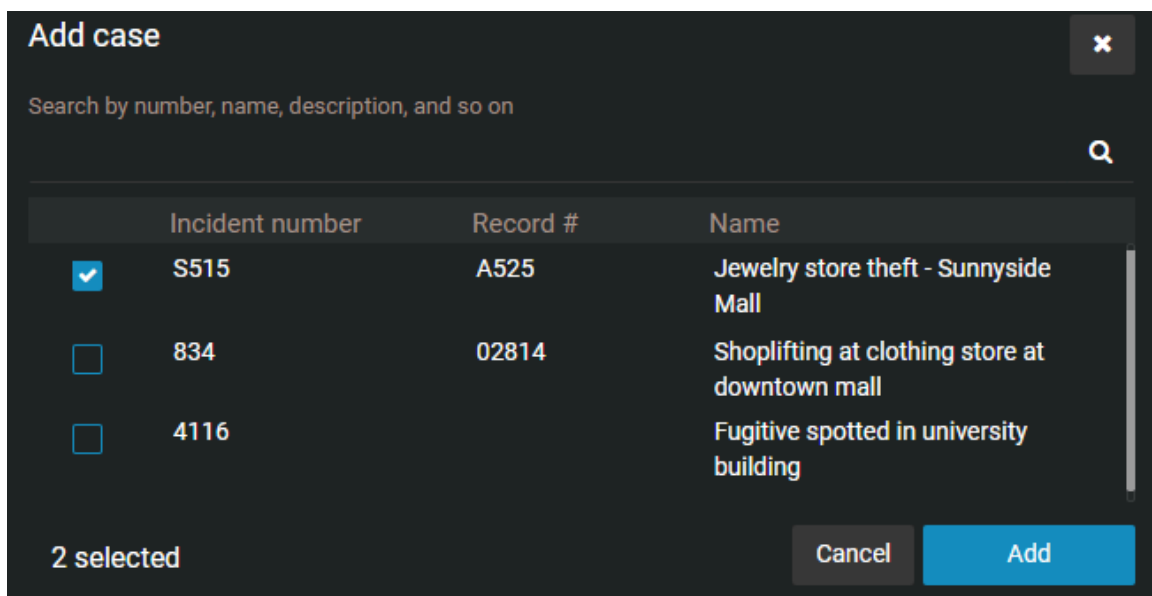 Add case
Search by number, name, description, and so on
Incident number Record # Name
S515 A525 Jewelry store theft - Sunnyside
Mall
834 02814 Shoplifting at clothing store at
downtown mall
4116 Fugitive spotted in university
building
2 selected Cancel Add